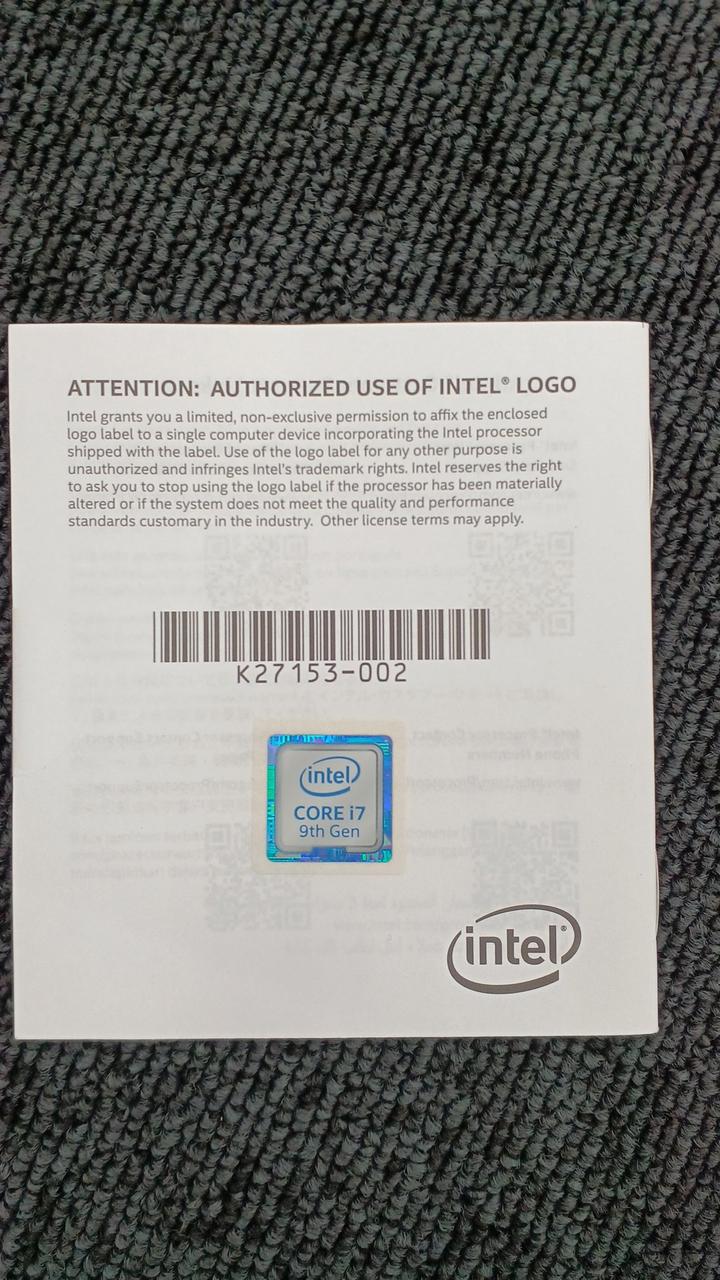 ATTENTION: AUTHORIZED USE OF INTEL® LOGO
Intel grants you a limited, non-exclusive permission to affix the enclosed
logo label to a single computer device incorporating the Intel processor
shipped with the label. Use of the logo label for any other purpose is
unauthorized and infringes Intel's trademark rights. Intel reserves the right
to ask you to stop using the logo label if the processor has been materially
altered or if the system does not meet the quality and performance
standards customary in the industry. Other license terms may apply.
K27153-002
intel
CORE i7
9th Gen
intel®